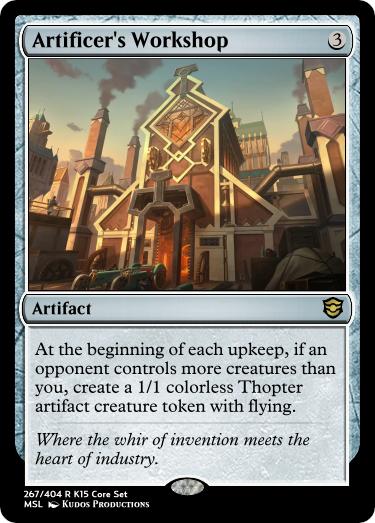 Artificer's Workshop 3
Artifact
At the beginning of each upkeep, if an
opponent controls more creatures than
you, create a 1/1 colorless Thopter
artifact creature token with flying.
Where the whir of invention meets the
heart of industry.
267/404 R K15 Core Set
MSL Kudos Productions